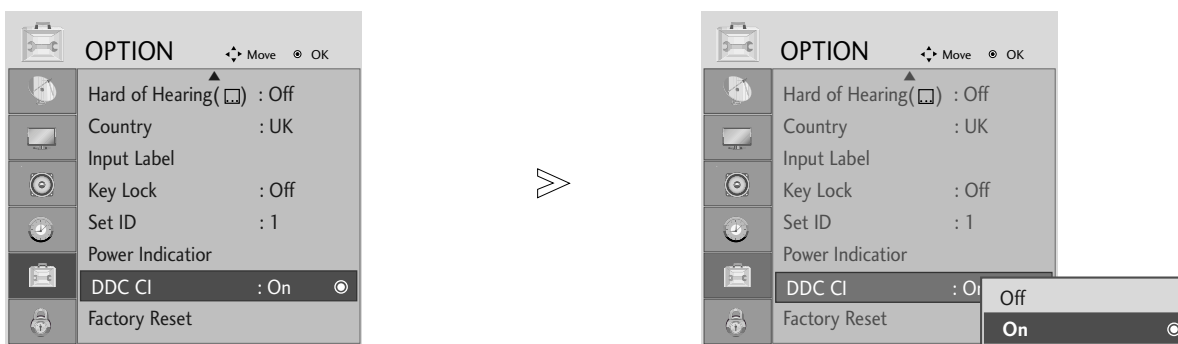 OPTION Move OK
Hard of Hearing( ) : Off
Country : UK
Input Label
Key Lock : Off
Set ID : 1
Power Indicatior
DDC CI : On
Factory Reset
OPTION Move OK
Hard of Hearing( ) : Off
Country : UK
Input Label
Key Lock : Off
Set ID : 1
Power Indicatior
DDC CI : On
Factory Reset
Off
On